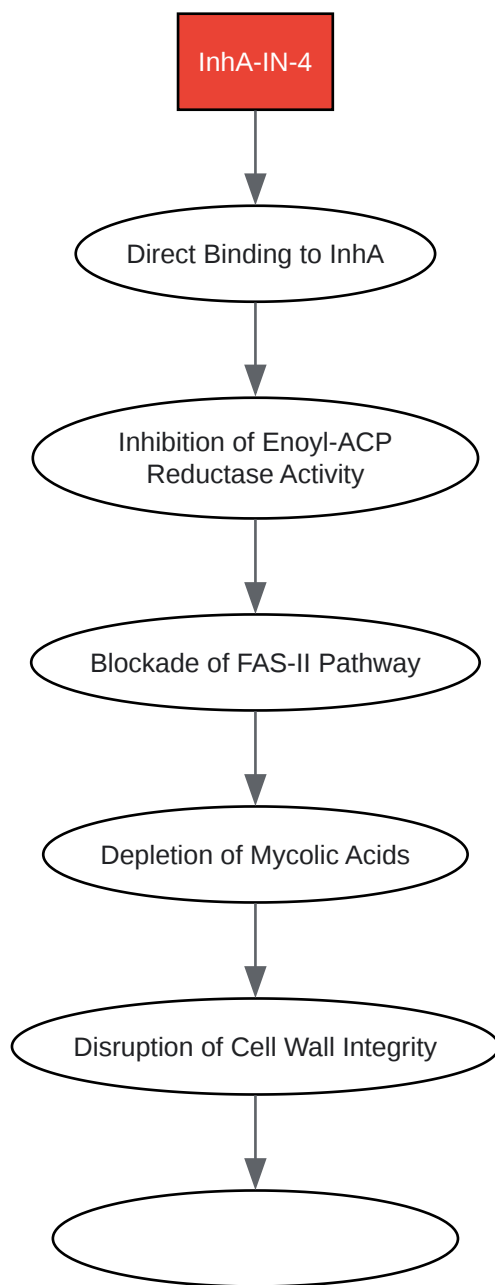 InhA-IN-4
Direct Binding to InhA
Inhibition of Enoyl-ACP
Reductase Activity
Blockade of FAS-II Pathway
Depletion of Mycolic Acids
Disruption of Cell Wall Integrity